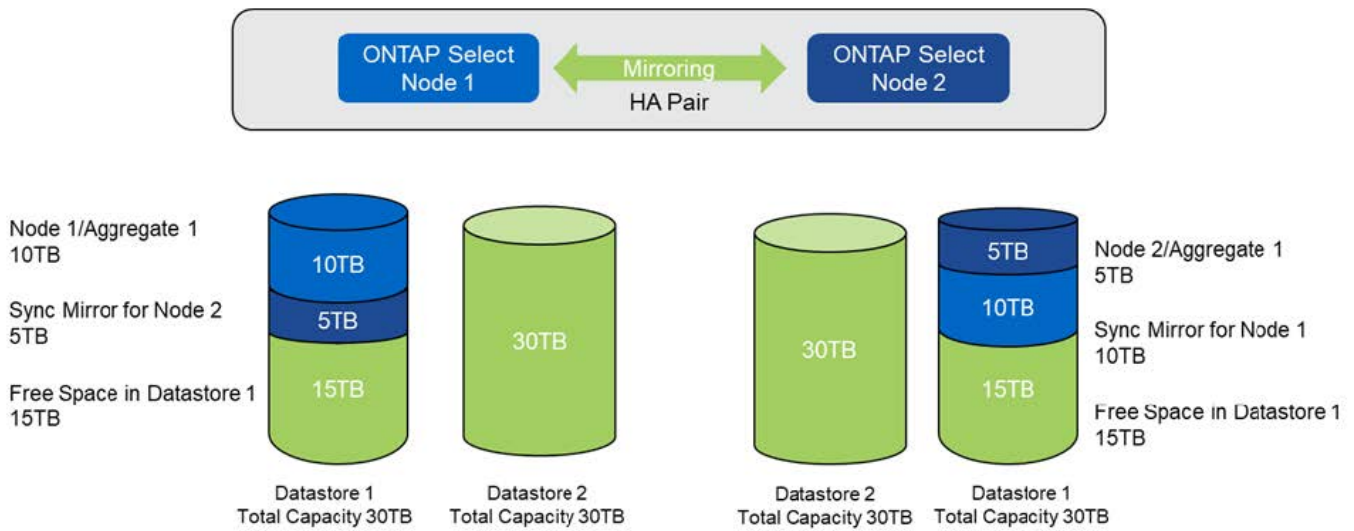 ONTAP Select
Node 1
Mirroring
HA Pair
ONTAP Select
Node 2
Node 1/Aggregate 1
10TB
Sync Mirror for Node 2
5TB
Free Space in Datastore 1
15TB
10TB
5TB
15TB
30TB
30TB
5TB
10TB
15TB
Node 2/Aggregate 1
5TB
Sync Mirror for Node 1
10TB
Free Space in Datastore 1
15TB
Datastore 1
Total Capacity 30TB
Datastore 2
Total Capacity 30TB
Datastore 2
Total Capacity 30TB
Datastore 1
Total Capacity 30TB